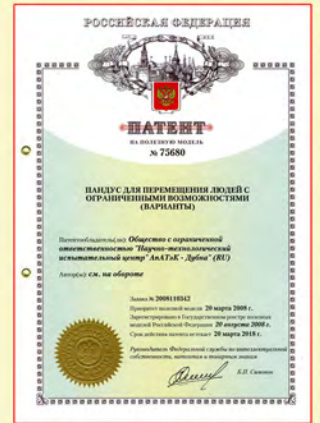 РОССИЙСКАЯ ФЕДЕРАЦИЯ
ПАТЕНТ
НА ПОЛЕЗНУЮ МОДЕЛЬ
№ 75680
ПАНДУС ДЛЯ ПЕРЕМЕЩЕНИЯ ЛЮДЕЙ С
ОГРАНИЧЕННЫМИ ВОЗМОЖНОСТЯМИ
(ВАРИАНТЫ)
Патентообладатель(ли): Общество с ограниченной
ответственностью "Научно-технологический
испытательный центр" АпАТэК - Дубна" (RU)
Автор(ы): см. на обороте
Заявка № 2008110342
Приоритет полезной модели 20 марта 2008 г.
Зарегистрировано в Государственном реестре полезных
моделей Российской Федерации 20 августа 2008 г.
Срок действия патента истекает 20 марта 2018 г.
Руководитель Федеральной службы по интеллектуальной
собственности, патентам и товарным знакам
Б.П. Симонов